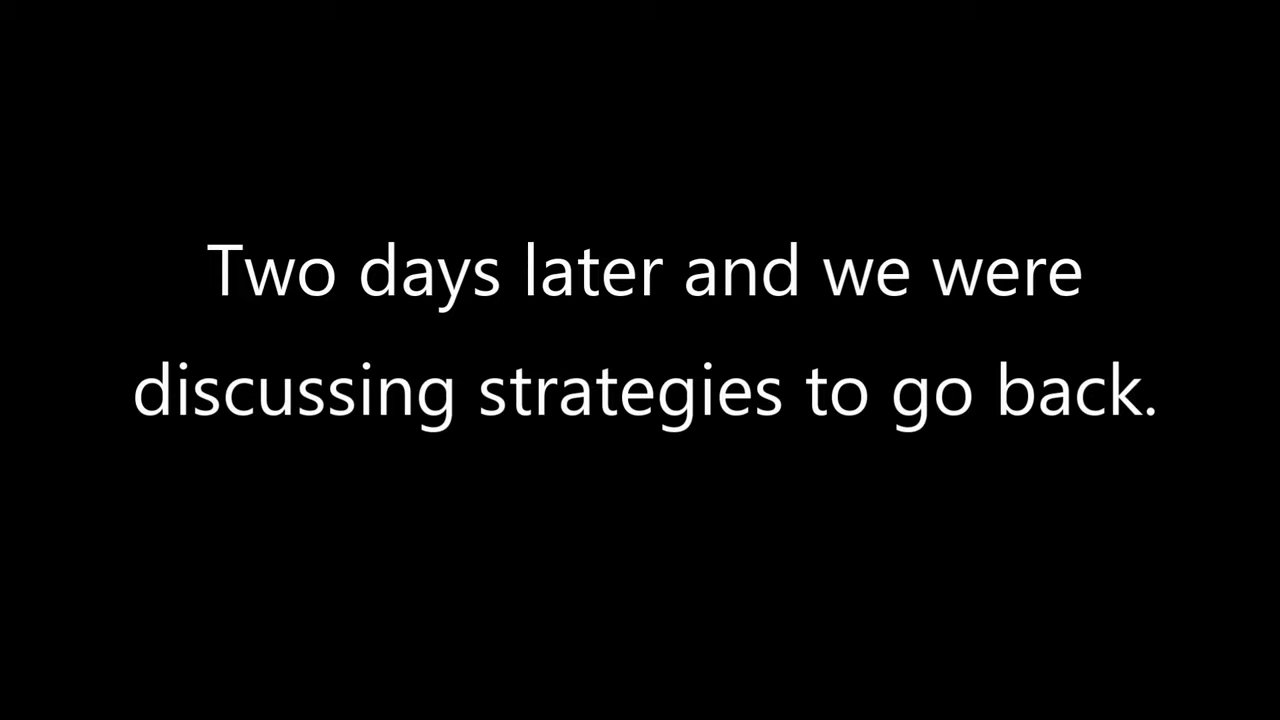 Two days later and we were
discussing strategies to go back.